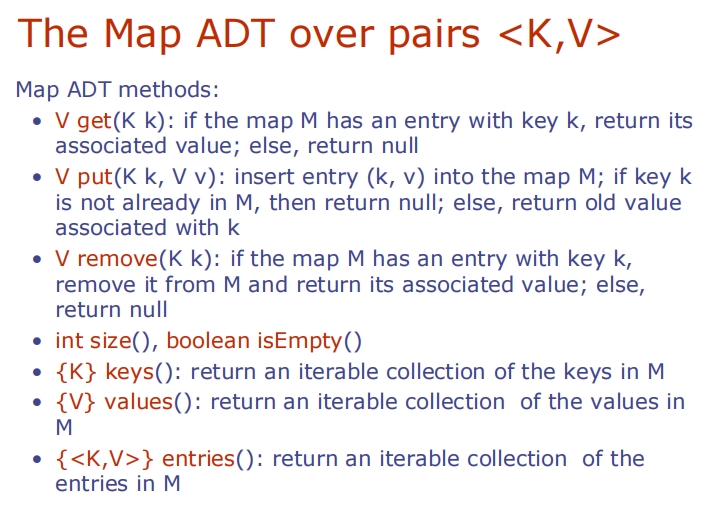 The Map ADT over pairs <K,V>
Map ADT methods:
• V get(K k): if the map M has an entry with key k, return its
associated value; else, return null
• V put(K k, V v): insert entry (k, v) into the map M; if key k
is not already in M, then return null; else, return old value
associated with k
• V remove(K k): if the map M has an entry with key k,
remove it from M and return its associated value; else,
return null
• int size(), boolean isEmpty()
• {K} keys(): return an iterable collection of the keys in M
• {V} values(): return an iterable collection  of the values in
M
• {<K,V>} entries(): return an iterable collection  of the
entries in M